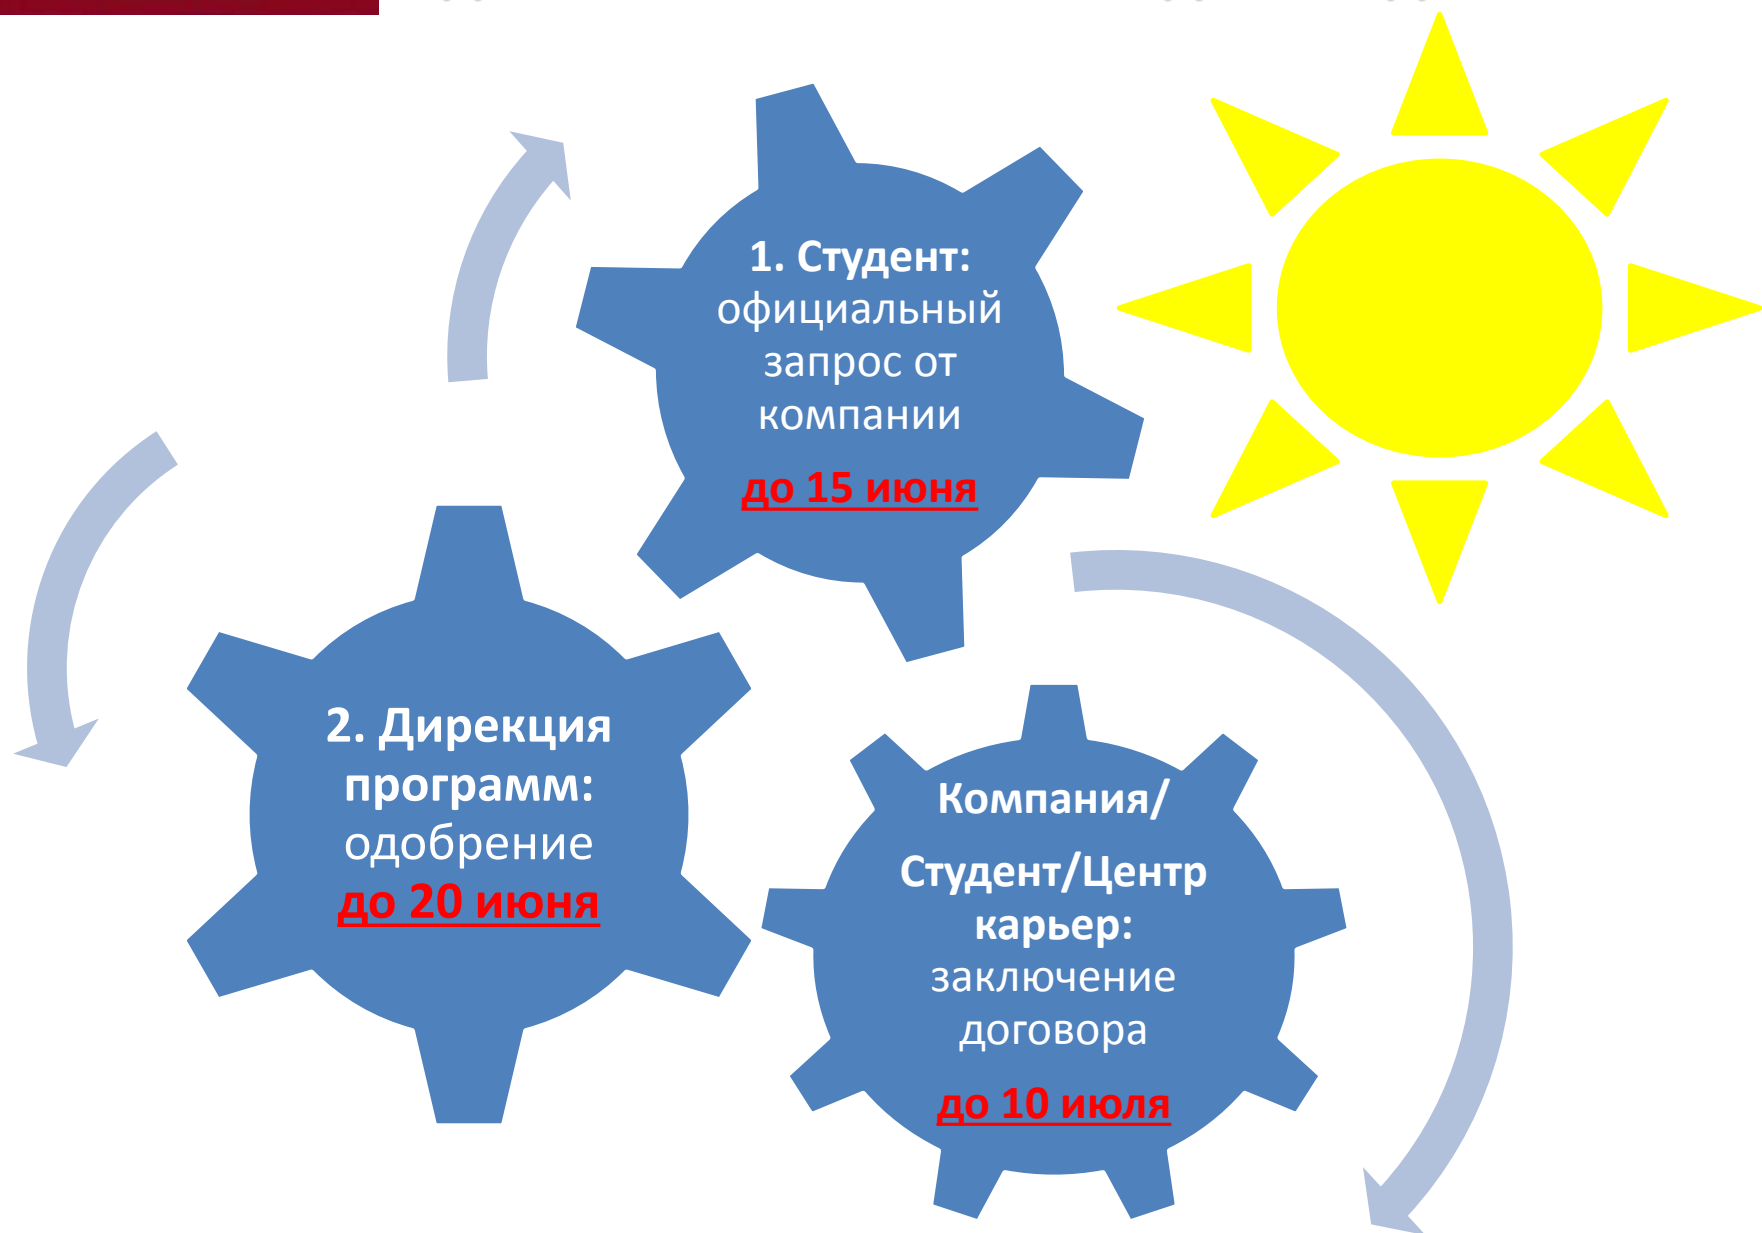 1. Студент:
официальный
запрос от
компании
до 15 июня
2. Дирекция
программ:
одобрение
до 20 июня
Компания/
Студент/Центр
карьер:
заключение
договора
до 10 июля